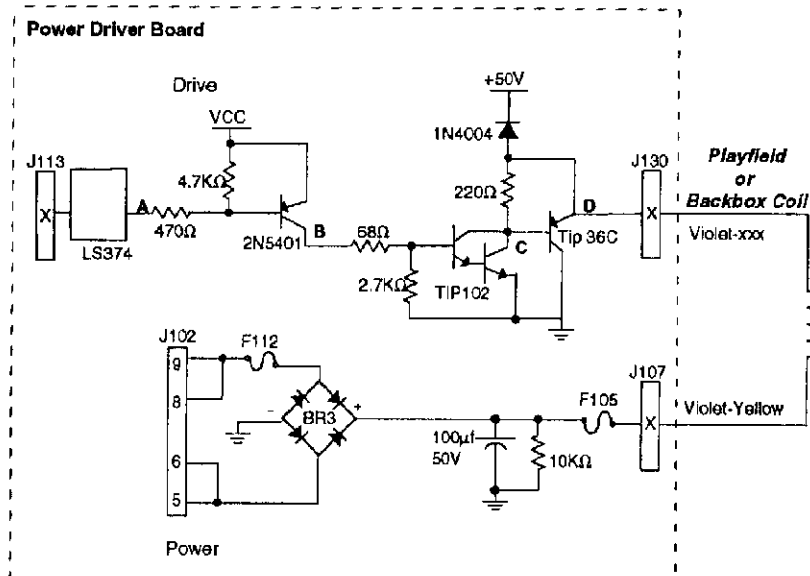 Power Driver Board
Drive
+50V
VCC
1N4004
J113
J130
Playfield
or
Backbox Coil
4.7KΩ
220Ω
D
X
A
X
470Ω
2N5401
B
68Ω
C
Tip 36C
Violet-xxx
LS374
2.7KΩ
TIP102
J102
F112
9
J107
F105
8
-
BR3
+
Violet-Yellow
100µf
50V
10KΩ
X
6
5
Power